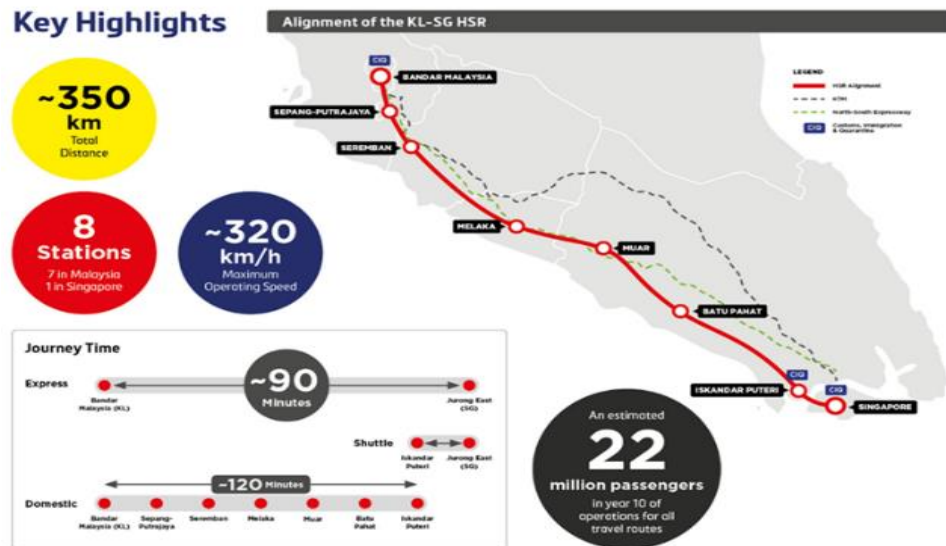 Key Highlights
Alignment of the KL-SG HSR
~350
km
Total
Distance
8
Stations
7 in Malaysia
1 in Singapore
~320
km/h
Maximum
Operating Speed
CIQ
BANDAR MALAYSIA
SEPANG-PUTRAJAYA
SEREMBAN
MELAKA
MUAR
BATU PAHAT
CIQ
ISKANDAR PUTERI
CIQ
SINGAPORE
LEGEND
HSR Alignment
KTM
North-South Expressway
CIQ
Customs, Immigration
& Quarantine
Journey Time
Express
~90
Minutes
Bandar
Malaysia (KL)
Jurong East
(SG)
Shuttle
Iskandar
Puteri
Jurong East
(SG)
~120 Minutes
Domestic
Bandar
Malaysia (KL)
Sepang-
Putrajaya
Seremban
Melaka
Muar
Batu
Pahat
Iskandar
Puteri
An estimated
22
million passengers
in year 10 of
operations for all
travel routes